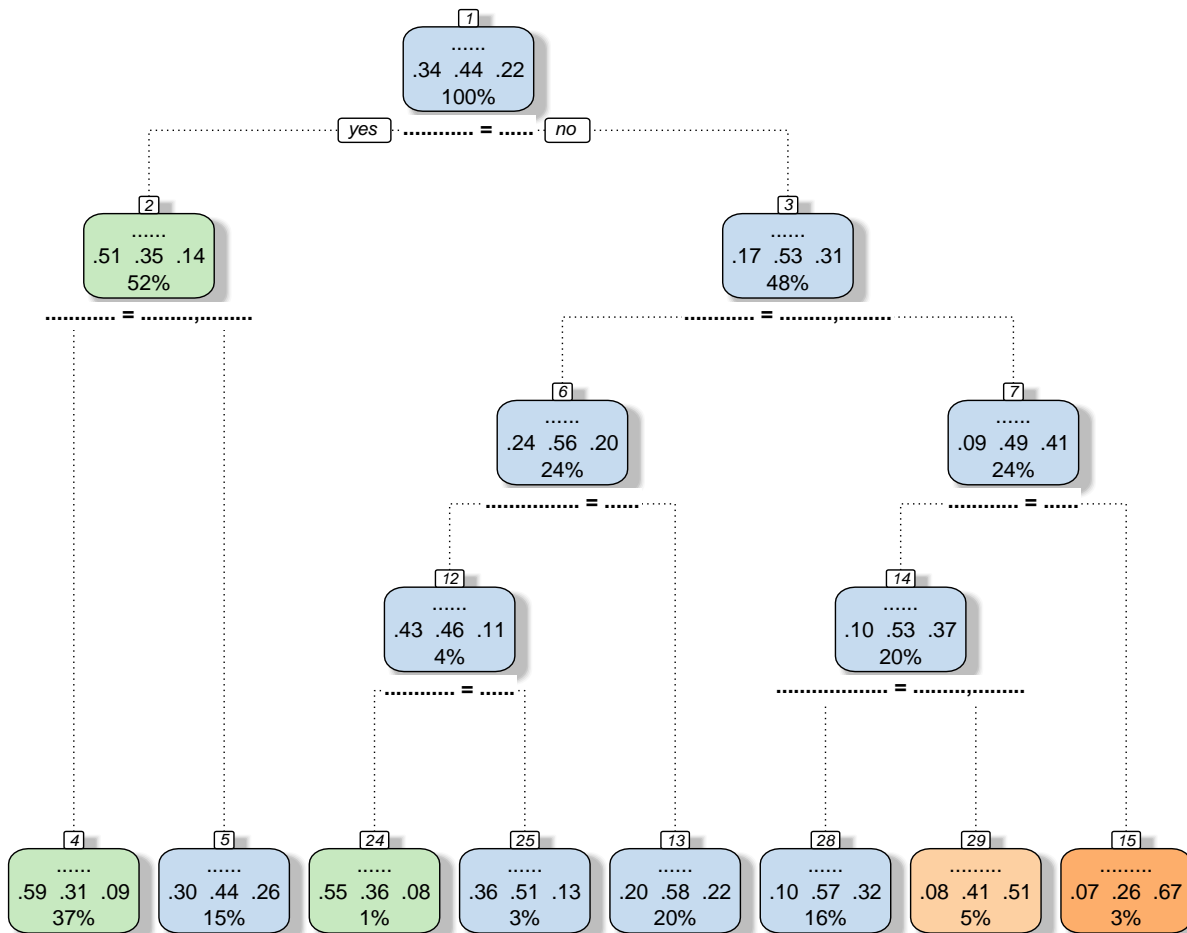 1
......
.34 .44 .22
100%
yes ............ = ...... no
2
......
.51 .35 .14
52%
............ = .........,.........
3
......
.17 .53 .31
48%
............ = .........,.........
6
......
.24 .56 .20
24%
................ = ......
7
......
.09 .49 .41
24%
............ = ......
12
......
.43 .46 .11
4%
............ = ......
14
......
.10 .53 .37
20%
................... = .........,.........
4
......
.59 .31 .09
37%
5
......
.30 .44 .26
15%
24
......
.55 .36 .08
1%
25
......
.36 .51 .13
3%
13
......
.20 .58 .22
20%
28
......
.10 .57 .32
16%
29
.........
.08 .41 .51
5%
15
.........
.07 .26 .67
3%